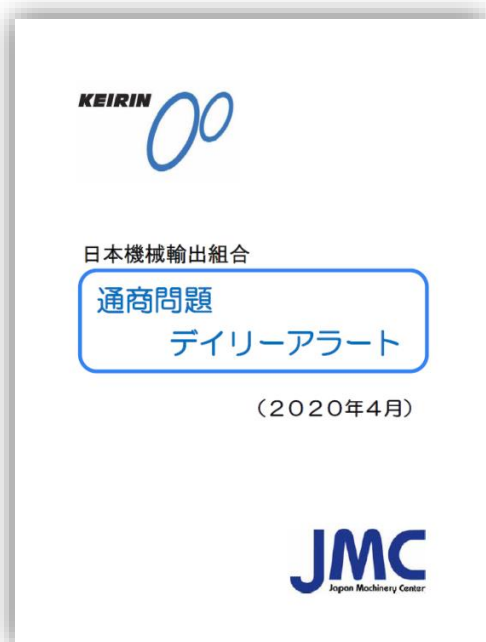 KEIRIN
日本機械輸出組合
通商問題
デイリーアラート
（２０２０年４月）
JMC
Japan Machinery Center